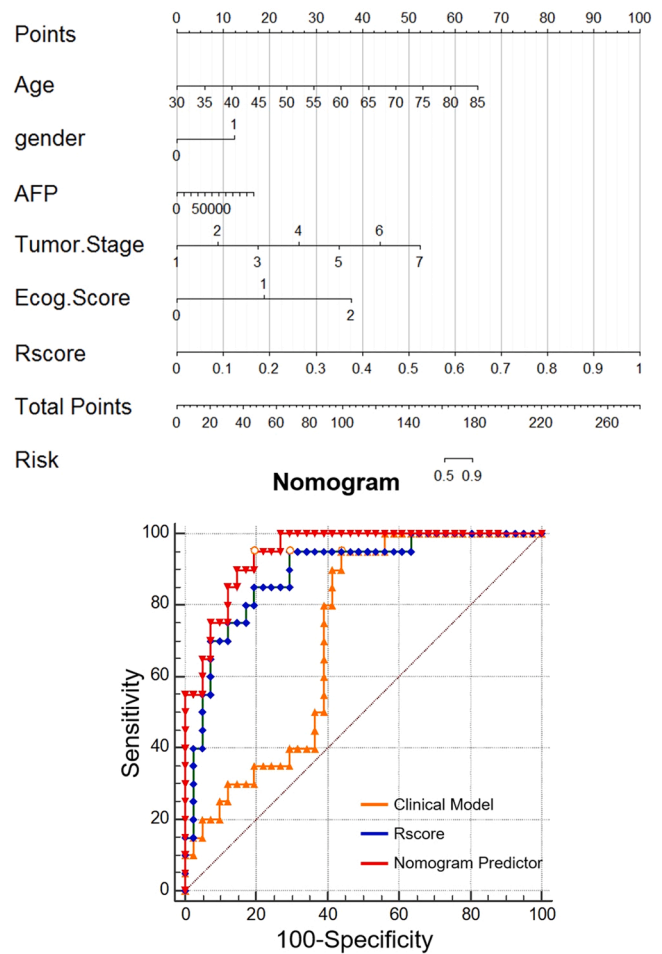 Points 0 10 20 30 40 50 60 70 80 90 100
Age
30 35 40 45 50 55 60 65 70 75 80 85
gender
1
0
AFP
0 50000
Tumor.Stage
2 4 6
1 3 5 7
Ecog.Score
1
0 2
Rscore
0 0.1 0.2 0.3 0.4 0.5 0.6 0.7 0.8 0.9 1
Total Points
0 20 40 60 80 100 140 180 220 260
Risk
0.5 0.9
Nomogram
100
80
60
40
20
0
Sensitivity
Clinical Model
Rscore
Nomogram Predictor
0 20 40 60 80 100
100-Specificity